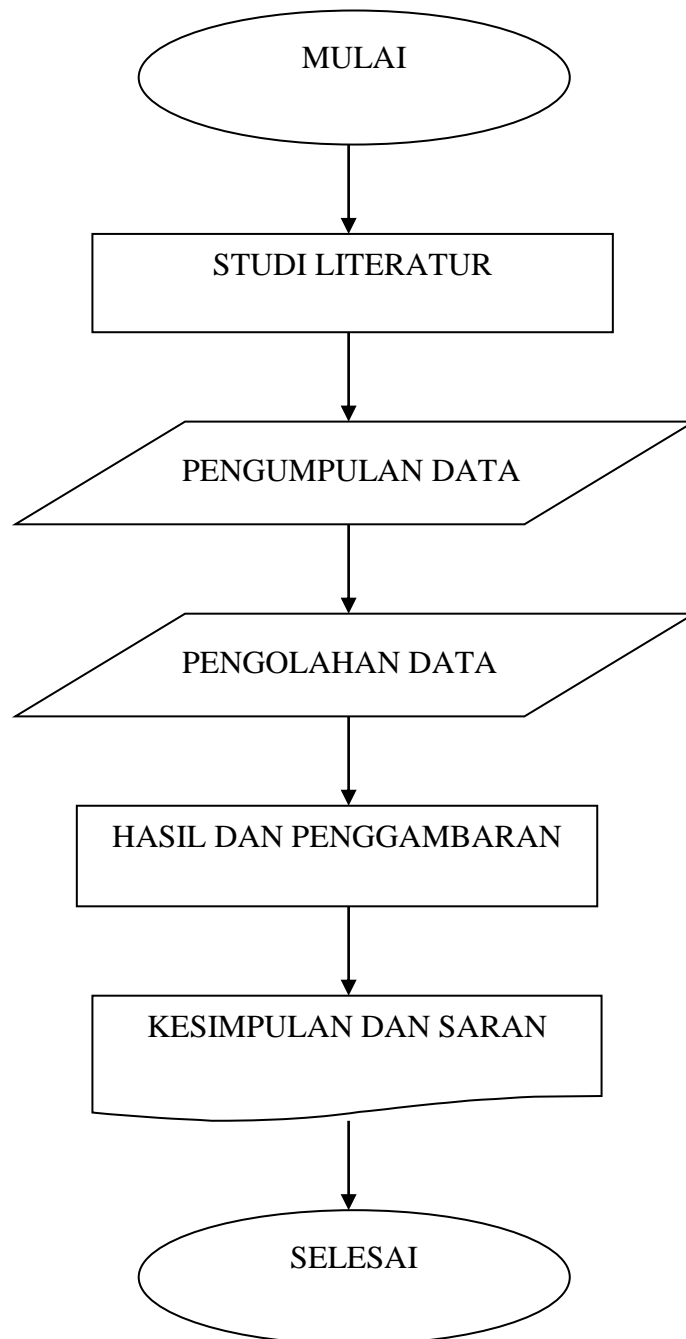 MULAI
STUDI LITERATUR
PENGUMPULAN DATA
PENGOLAHAN DATA
HASIL DAN PENGGAMBARAN
KESIMPULAN DAN SARAN
SELESAI